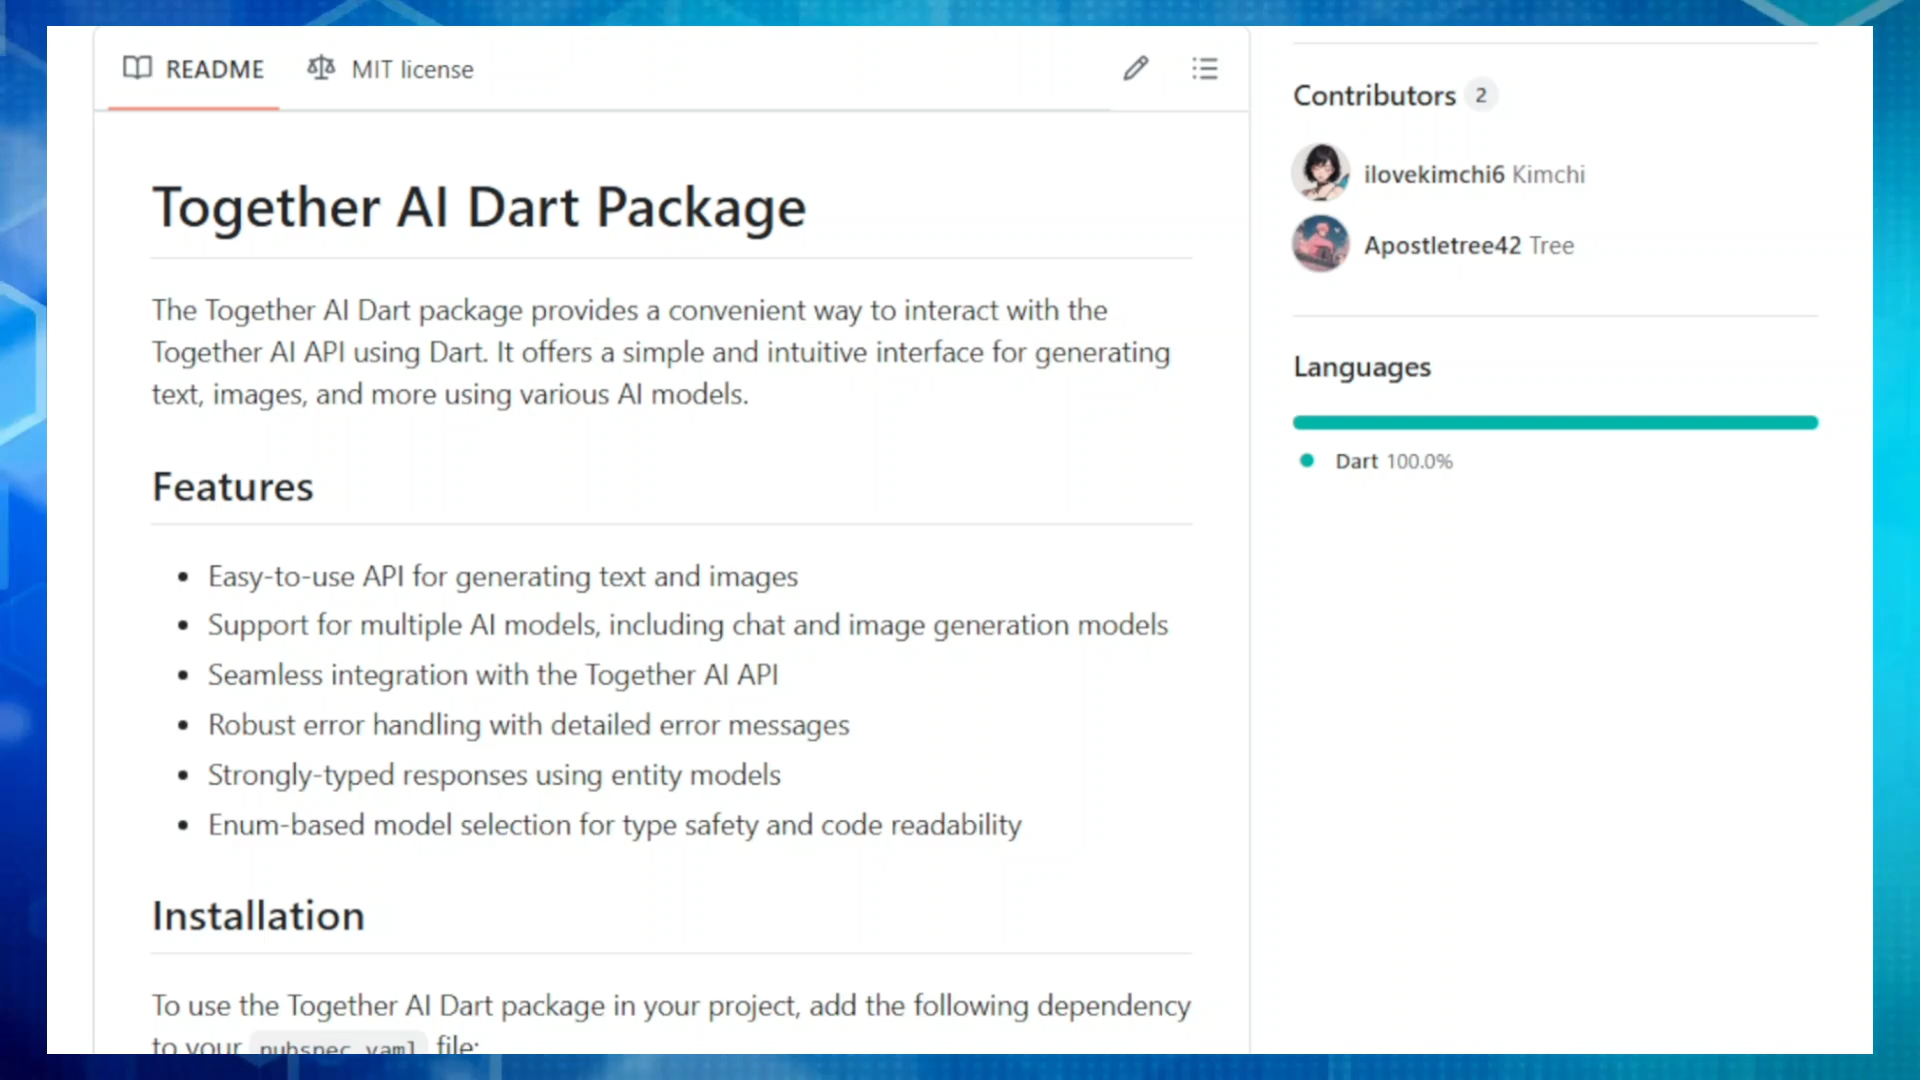 README
MIT license
Together AI Dart Package
The Together AI Dart package provides a convenient way to interact with the
Together AI API using Dart. It offers a simple and intuitive interface for generating
text, images, and more using various AI models.
Features
Easy-to-use API for generating text and images
Support for multiple AI models, including chat and image generation models
Seamless integration with the Together AI API
Robust error handling with detailed error messages
Strongly-typed responses using entity models
Enum-based model selection for type safety and code readability
Installation
To use the Together AI Dart package in your project, add the following dependency
to your pubspec.yaml file:
Contributors 2
ilovekimchi6 Kimchi
Apostletree42 Tree
Languages
Dart 100.0%